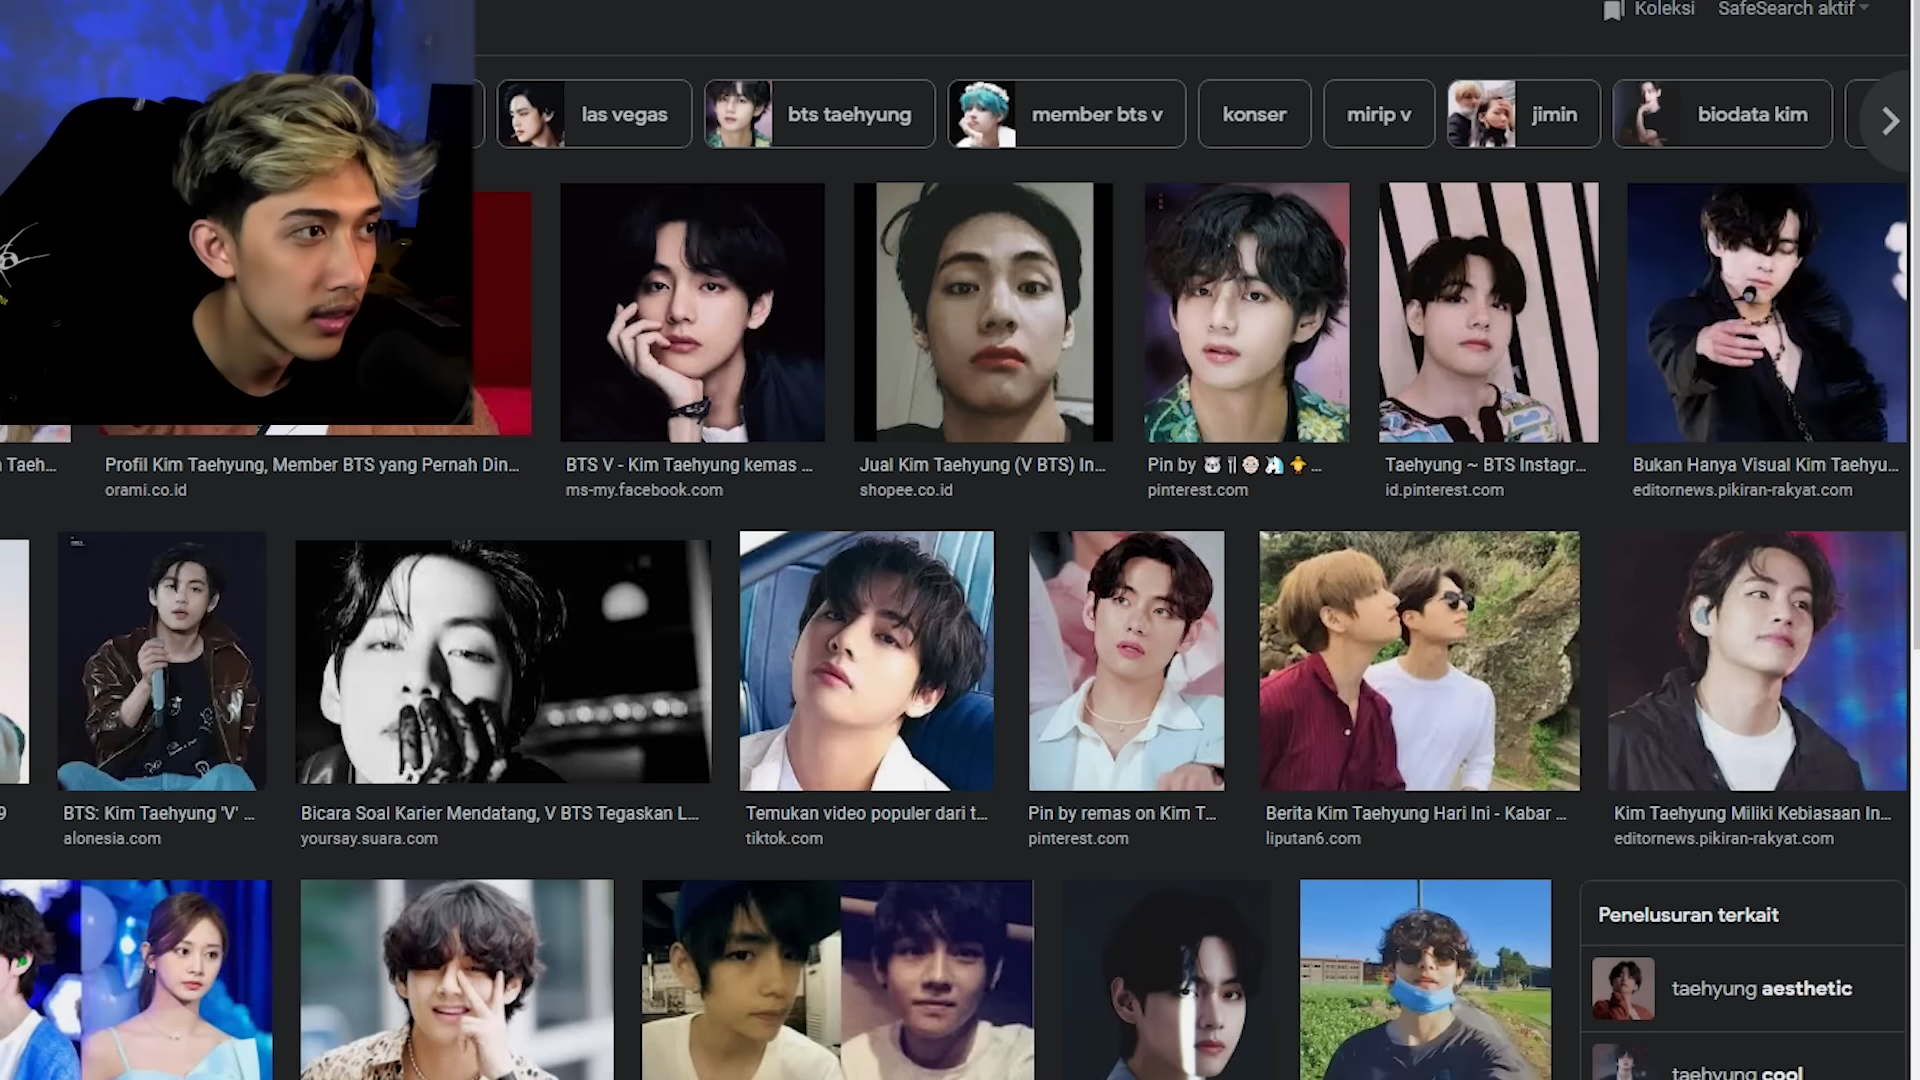 Koleksi
SafeSearch aktif
las vegas
bts taehyung
member bts v
konser
mirip v
jimin
biodata kim
Taeh...
Profil Kim Taehyung, Member BTS yang Pernah Din...
orami.co.id
BTS V - Kim Taehyung kemas ...
ms-my.facebook.com
Jual Kim Taehyung (V BTS) In...
shopee.co.id
Pin by 🐼🍴👴🏻🦄🐥...
pinterest.com
Taehyung ~ BTS Instagr...
id.pinterest.com
Bukan Hanya Visual Kim Taehyu...
editornews.pikiran-rakyat.com
9
BTS: Kim Taehyung 'V' ...
alonesia.com
Bicara Soal Karier Mendatang, V BTS Tegaskan L...
yoursay.suara.com
Temukan video populer dari t...
tiktok.com
Pin by remas on Kim T...
pinterest.com
Berita Kim Taehyung Hari Ini - Kabar ...
liputan6.com
Kim Taehyung Miliki Kebiasaan In...
editornews.pikiran-rakyat.com
Penelusuran terkait
taehyung aesthetic
taehyung cool